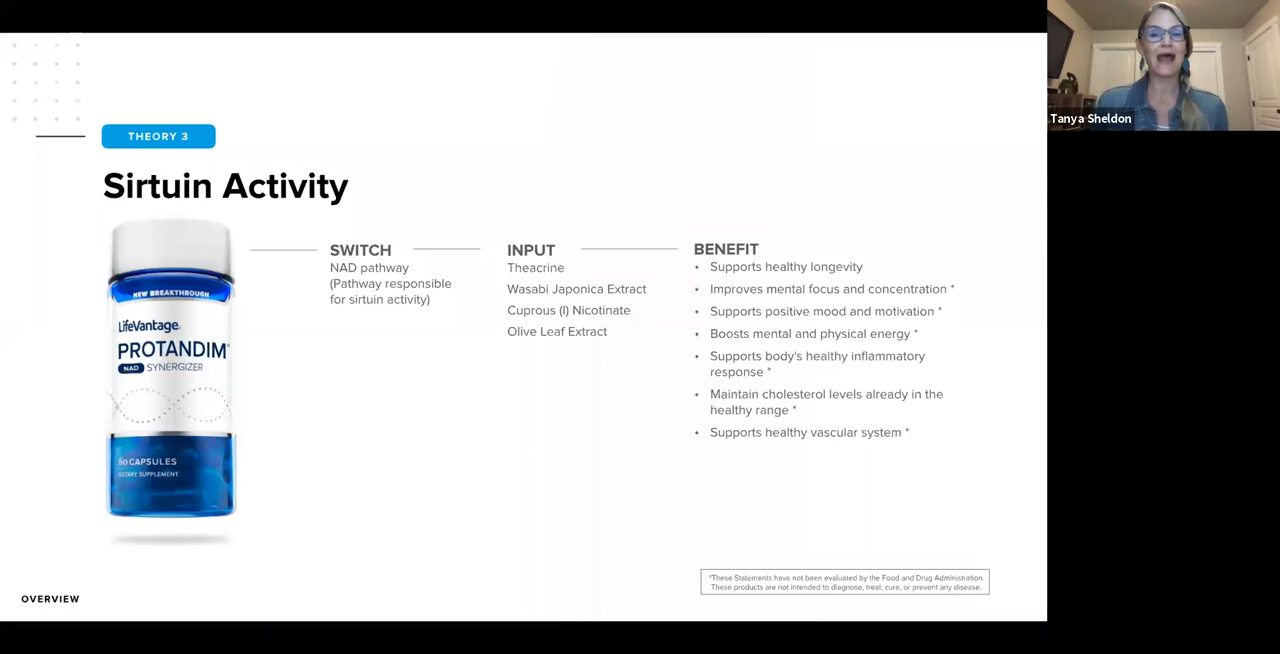 Tanya Sheldon
THEORY 3
Sirtuin Activity
NEW BREAKTHROUGH
LifeVantage
PROTANDIM®
NAD SYNERGIZER
60 CAPSULES
DIETARY SUPPLEMENT
SWITCH
NAD pathway
(Pathway responsible
for sirtuin activity)
INPUT
Theacrine
Wasabi Japonica Extract
Cuprous (I) Nicotinate
Olive Leaf Extract
BENEFIT
• Supports healthy longevity
• Improves mental focus and concentration *
• Supports positive mood and motivation *
• Boosts mental and physical energy *
• Supports body's healthy inflammatory
response *
• Maintain cholesterol levels already in the
healthy range *
• Supports healthy vascular system *
*These Statements have not been evaluated by the Food and Drug Administration.
These products are not intended to diagnose, treat, cure, or prevent any disease.
OVERVIEW